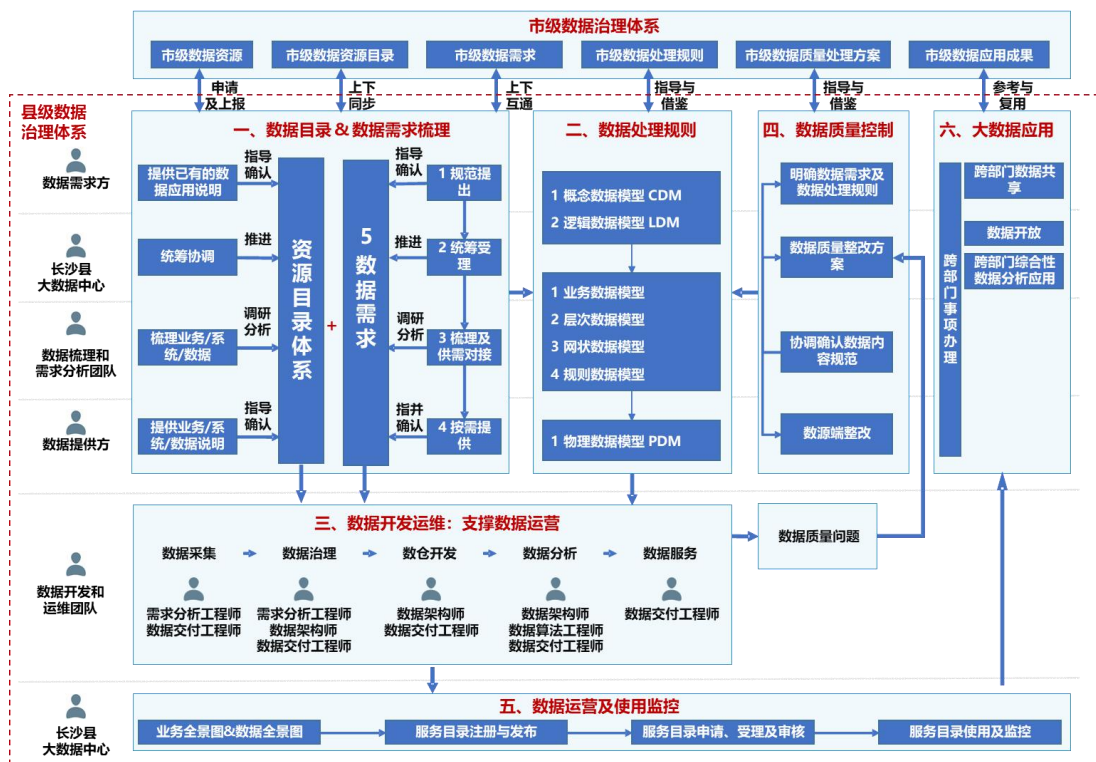 市级数据治理体系
市级数据资源
市级数据资源目录
市级数据需求
市级数据处理规则
市级数据质量处理方案
市级数据应用成果
申请
及上报
上下
同步
上下
互通
指导与
借鉴
指导与
借鉴
参考与
复用
县级数据
治理体系
数据需求方
长沙县
大数据中心
数据梳理和
需求分析团队
数据提供方
一、数据目录＆数据需求梳理
提供已有的数
据应用说明
指导
确认
统筹协调
推进
梳理业务/系
统/数据
调研
分析
提供业务/系
统/数据说明
指导
确认
资源目录体系
+
5数据需求
指导
确认
1 规范提
出
推进
2 统筹受
理
调研
分析
3 梳理及
供需对接
指并
确认
4 按需提
供
二、数据处理规则
1 概念数据模型 CDM
2 逻辑数据模型 LDM
1 业务数据模型
2 层次数据模型
3 网状数据模型
4 规则数据模型
1 物理数据模型 PDM
四、数据质量控制
明确数据需求及
数据处理规则
数据质量整改方
案
协调确认数据内
容规范
数源端整改
六、大数据应用
跨部门事项办理
跨部门数据共
享
数据开放
跨部门综合性
数据分析应用
数据开发和
运维团队
三、数据开发运维：支撑数据运营
数据采集
数据治理
数仓开发
数据分析
数据服务
需求分析工程师
数据交付工程师
需求分析工程师
数据架构师
数据交付工程师
数据架构师
数据交付工程师
数据架构师
数据算法工程师
数据交付工程师
数据交付工程师
数据质量问题
长沙县
大数据中心
五、数据运营及使用监控
业务全景图&数据全景图
服务目录注册与发布
服务目录申请、受理及审核
服务目录使用及监控